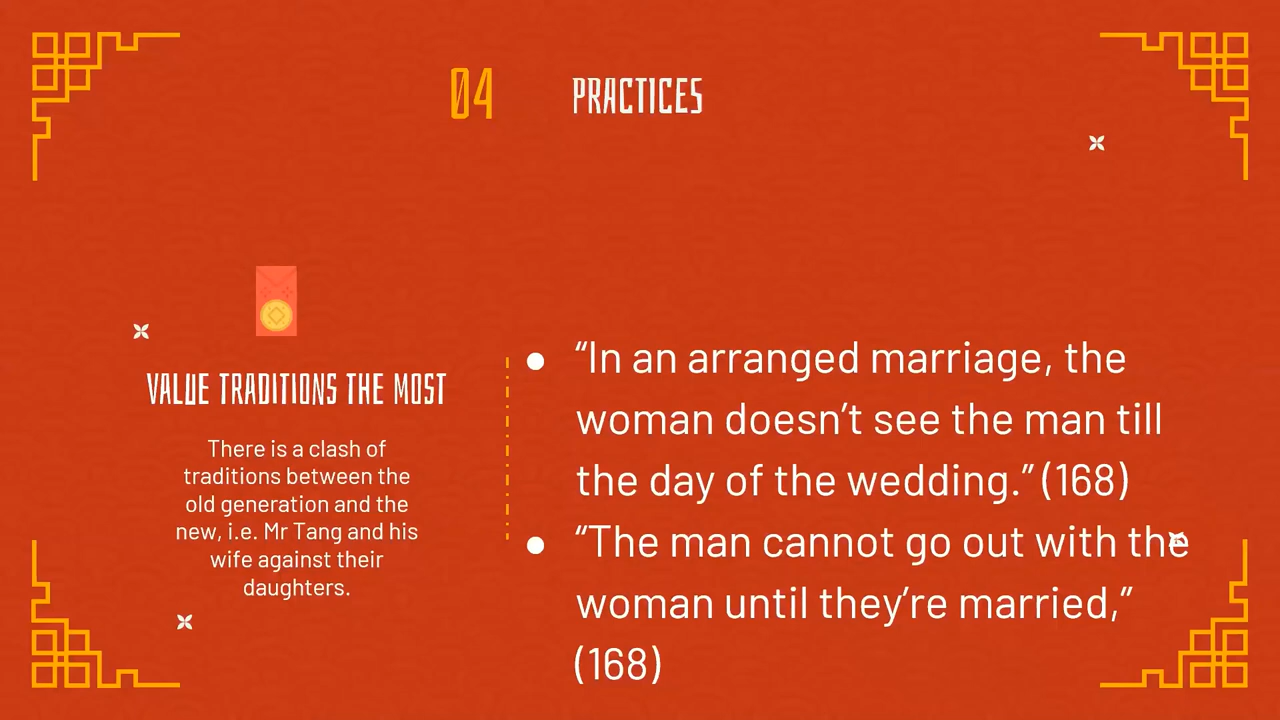 04 PRACTICES
VALUE TRADITIONS THE MOST
There is a clash of
traditions between the
old generation and the
new, i.e. Mr Tang and his
wife against their
daughters.
● “In an arranged marriage, the
woman doesn’t see the man till
the day of the wedding.” (168)
● “The man cannot go out with the
woman until they’re married,”
(168)